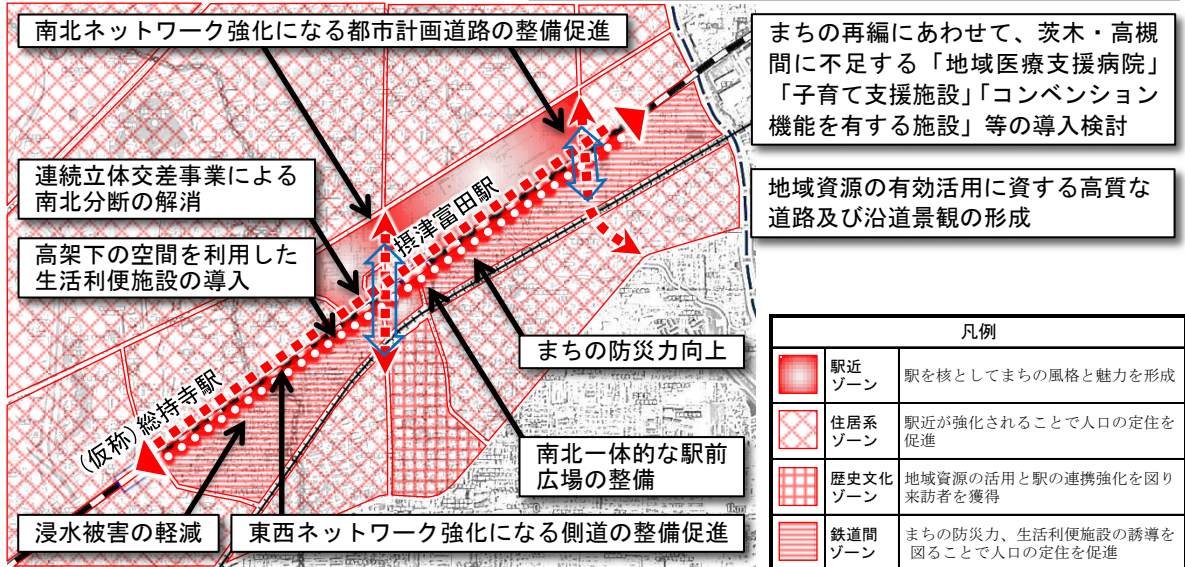 南北ネットワーク強化になる都市計画道路の整備促進
まちの再編にあわせて、茨木・高槻
間に不足する「地域医療支援病院」
「子育て支援施設」「コンベンション
機能を有する施設」等の導入検討
連続立体交差事業による
南北分断の解消
地域資源の有効活用に資する高質な
道路及び沿道景観の形成
摂津富田駅
高架下の空間を利用した
生活利便施設の導入
まちの防災力向上
(仮称)総持寺駅
南北一体的な駅前
広場の整備
浸水被害の軽減
東西ネットワーク強化になる側道の整備促進
凡例
駅近
ゾーン
駅を核としてまちの風格と魅力を形成
住居系
ゾーン
駅近が強化されることで人口の定住を
促進
歴史文化
ゾーン
地域資源の活用と駅の連携強化を図り
来訪者を獲得
鉄道間
ゾーン
まちの防災力、生活利便施設の誘導を
図ることで人口の定住を促進